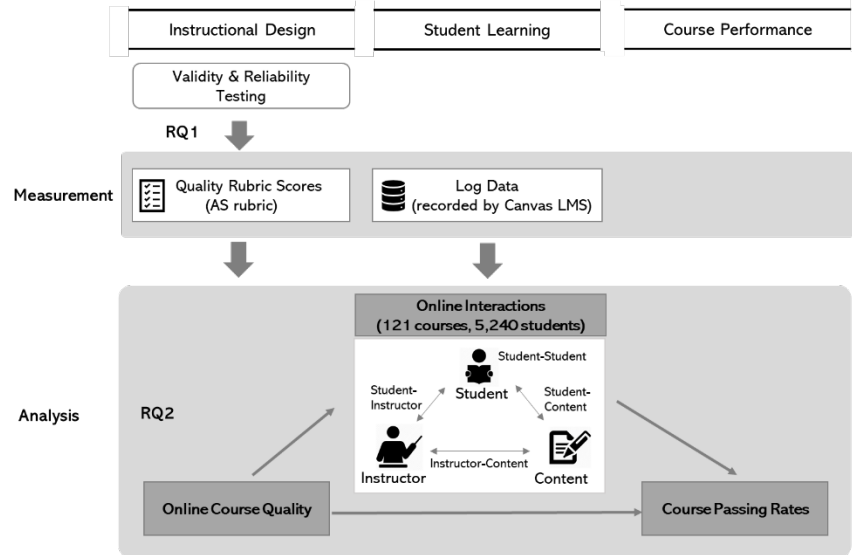 Instructional Design
Student Learning
Course Performance
Validity & Reliability
Testing
RQ1
Measurement
Quality Rubric Scores
(AS rubric)
Log Data
(recorded by Canvas LMS)
Online Interactions
(121 courses, 5,240 students)
Student-Student
Student
Student-
Instructor
Student-
Content
Analysis
RQ2
Instructor-Content
Instructor
Content
Online Course Quality
Course Passing Rates